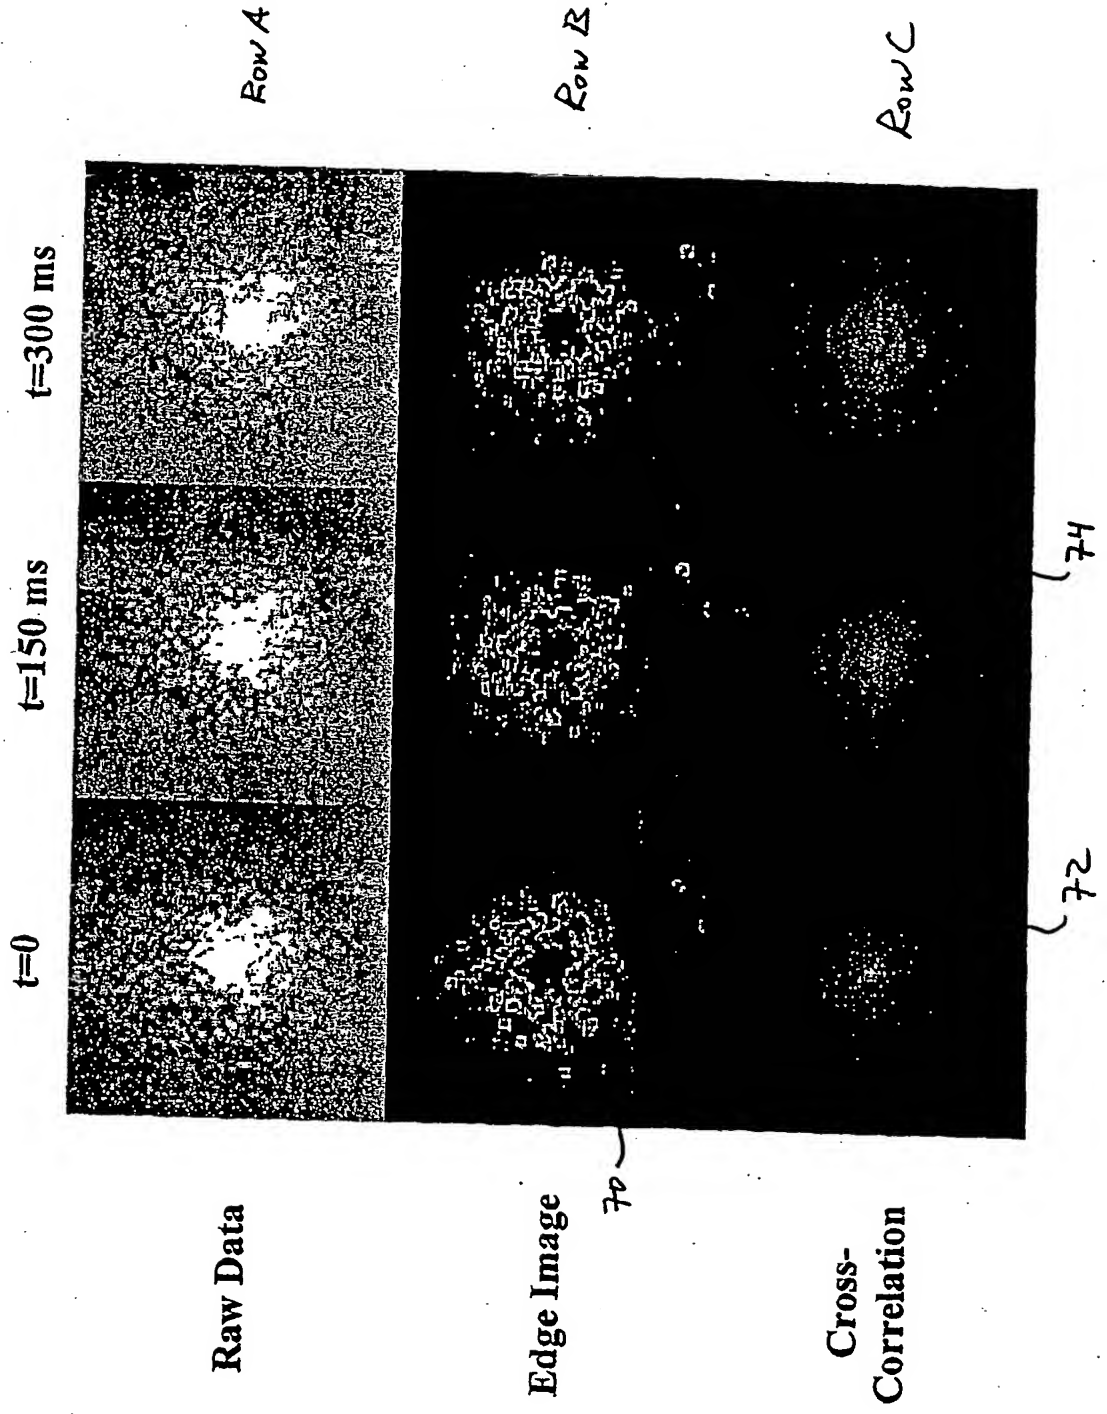 t=0
t=150 ms
t=300 ms
Raw Data
Row A
Edge Image
Row B
70
Cross-
Correlation
Row C
72
74